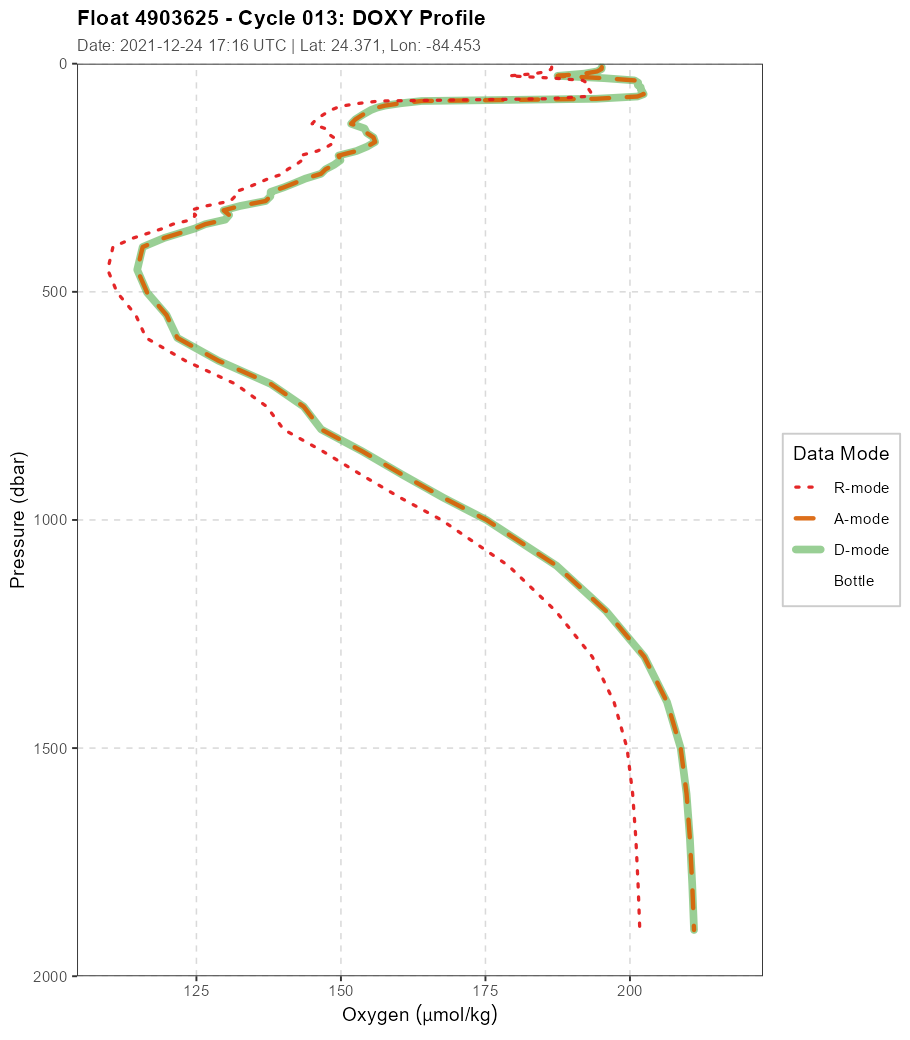 Float 4903625 - Cycle 013: DOXY Profile
Date: 2021-12-24 17:16 UTC | Lat: 24.371, Lon: -84.453
0
500
1000
1500
2000
Pressure (dbar)
125
150
175
200
Oxygen (μmol/kg)
Data Mode
R-mode
A-mode
D-mode
Bottle